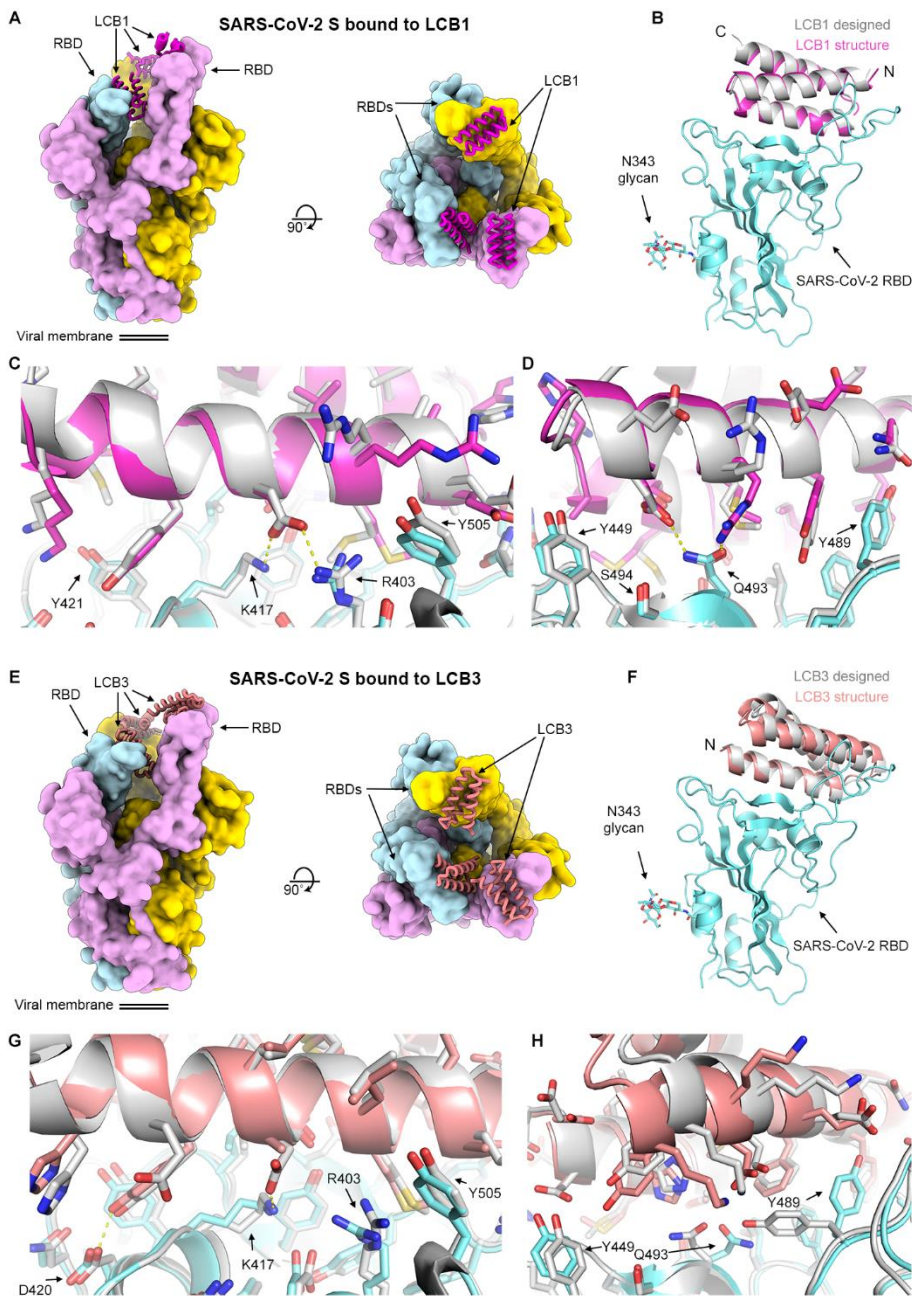 A
SARS-CoV-2 S bound to LCB1
LCB1
RBD
RBD
Viral membrane
90°
RBDs
LCB1
B
LCB1 designed
LCB1 structure
C
N
N343
glycan
SARS-CoV-2 RBD
C
Y421
K417
R403
Y505
D
Y449
S494
Q493
Y489
E
SARS-CoV-2 S bound to LCB3
LCB3
RBD
RBD
Viral membrane
90°
RBDs
LCB3
F
LCB3 designed
LCB3 structure
N
N343
glycan
SARS-CoV-2 RBD
G
D420
K417
R403
Y505
H
Y449
Q493
Y489